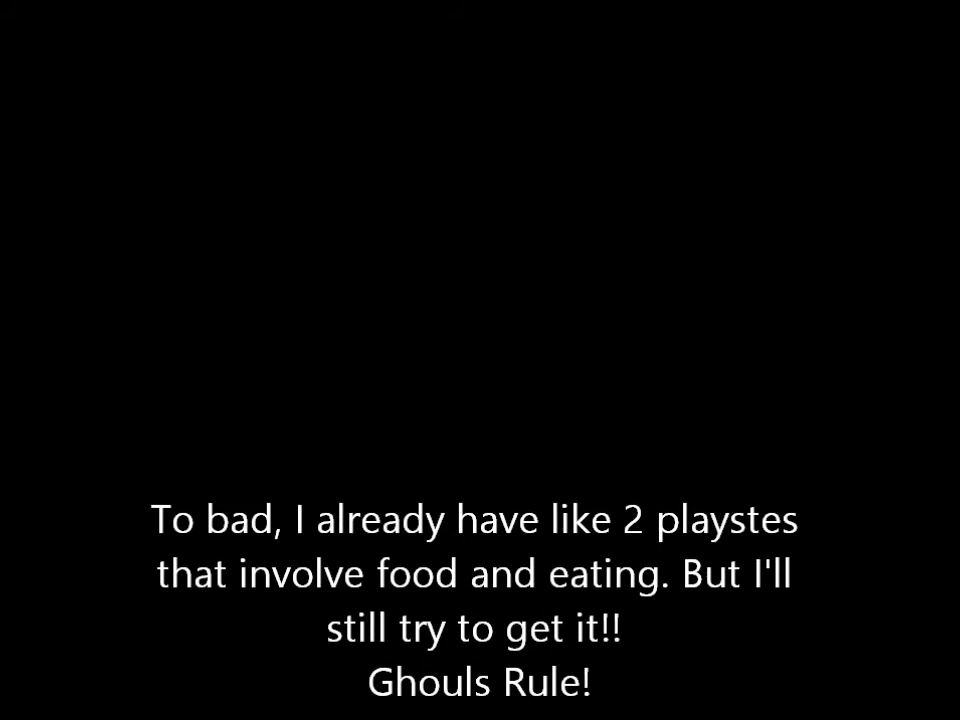 To bad, I already have like 2 playstes
that involve food and eating. But I'll
still try to get it!!
Ghouls Rule!